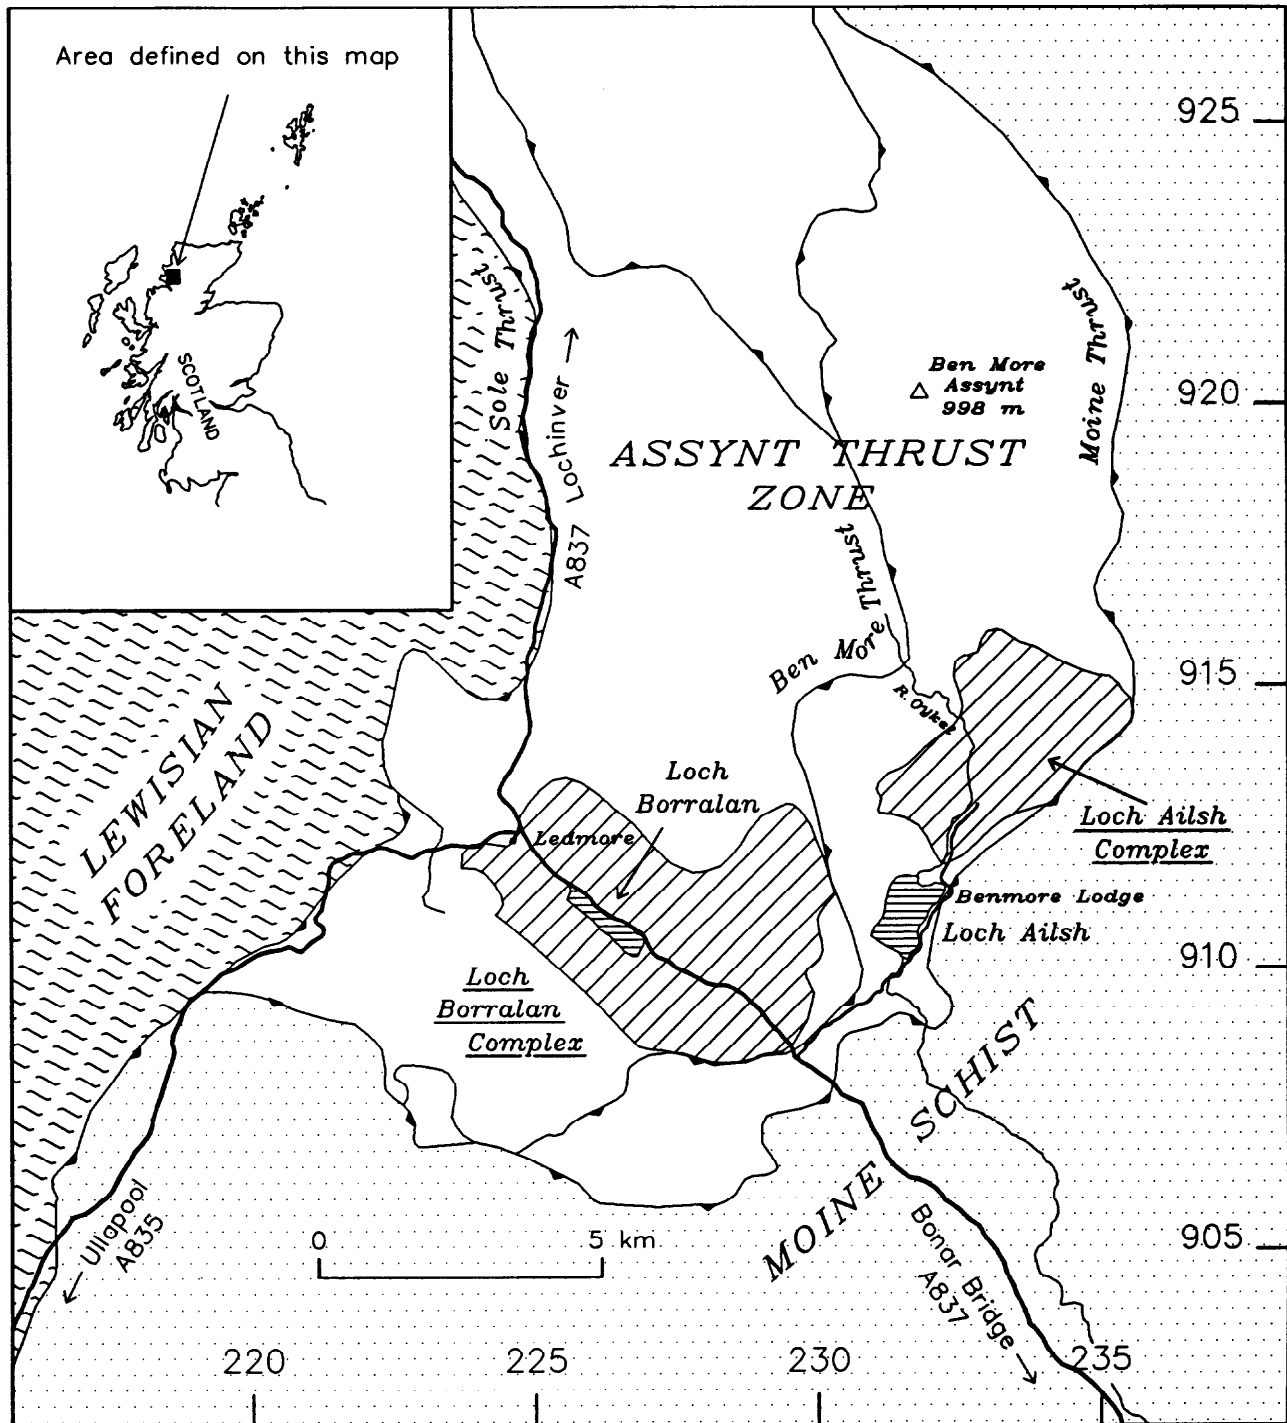 Area defined on this map
SCOTLAND
925
920
915
910
905
Sole Thrust
A837 Lochinver
Moine Thrust
Ben More
Assynt
998 m
ASSYNT THRUST
ZONE
Ben More Thrust
R. Oykel
LEWISIAN
FORELAND
Loch
Borralan
Ledmore
Loch Ailsh
Complex
Benmore Lodge
Loch Ailsh
Loch
Borralan
Complex
MOINE SCHIST
Ullapool
A835
0 5 km
Bonar Bridge
A837
220 225 230 235